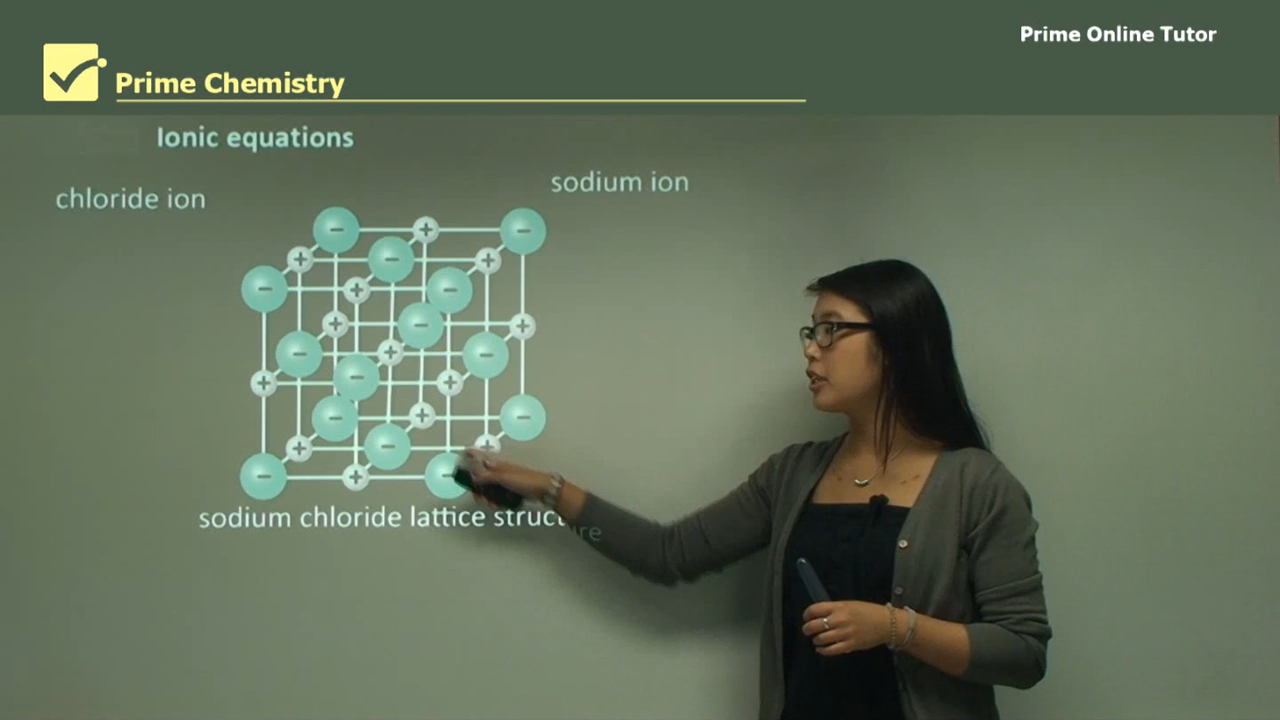 Prime Online Tutor
Prime Chemistry
Ionic equations
chloride ion
sodium ion
sodium chloride lattice structure